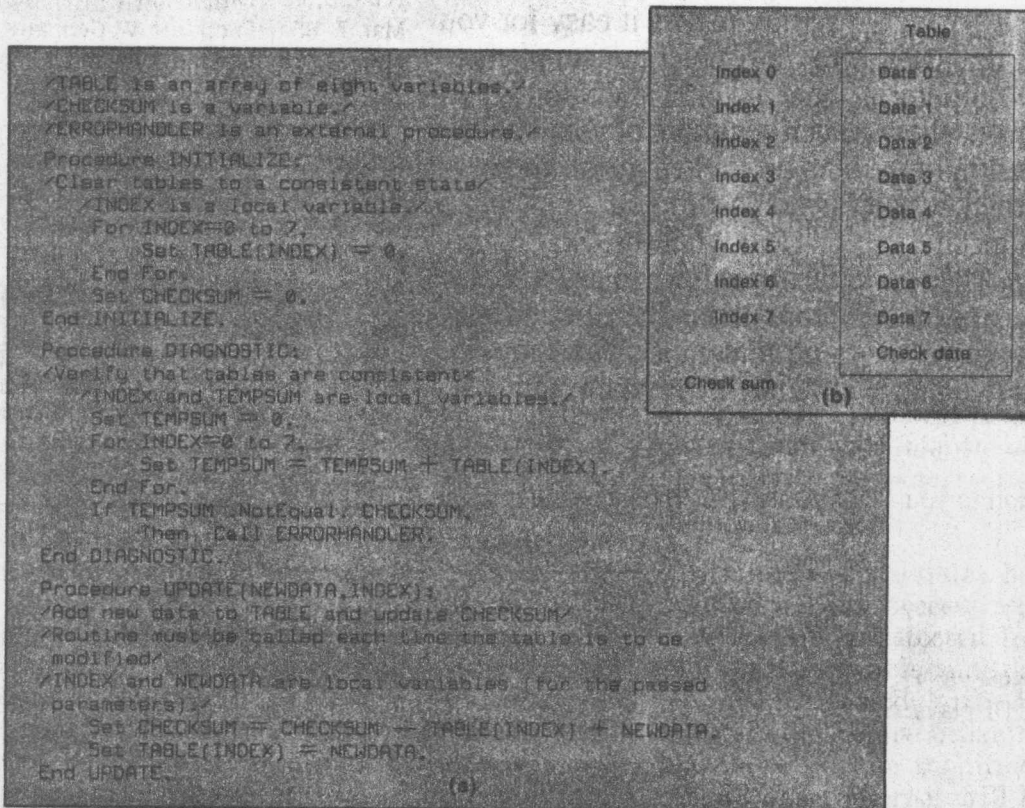 /TABLE is an array of eight variables./
/CHECKSUM is a variable./
/ERRORHANDLER is an external procedure./
Procedure INITIALIZE:
/Clear tables to a consistent state/
/INDEX is a local variable./
For INDEX=0 to 7,
Set TABLE(INDEX) = 0.
End For.
Set CHECKSUM = 0.
End INITIALIZE.
Procedure DIAGNOSTIC:
/Verify that tables are consistent/
/INDEX and TEMPSUM are local variables./
Set TEMPSUM = 0.
For INDEX=0 to 7,
Set TEMPSUM = TEMPSUM + TABLE(INDEX).
End For.
If TEMPSUM .NotEqual. CHECKSUM,
Then Call ERRORHANDLER.
End DIAGNOSTIC.
Procedure UPDATE(NEWDATA,INDEX):
/Add new data to TABLE and update CHECKSUM/
/Routine must be called each time the table is to be
modified/
/INDEX and NEWDATA are local variables (for the passed
parameters)./
Set CHECKSUM = CHECKSUM - TABLE(INDEX) + NEWDATA.
Set TABLE(INDEX) = NEWDATA.
End UPDATE.
(a)
Table
Index 0 Data 0
Index 1 Data 1
Index 2 Data 2
Index 3 Data 3
Index 4 Data 4
Index 5 Data 5
Index 6 Data 6
Index 7 Data 7
Check data
Check sum
(b)
it easy for your